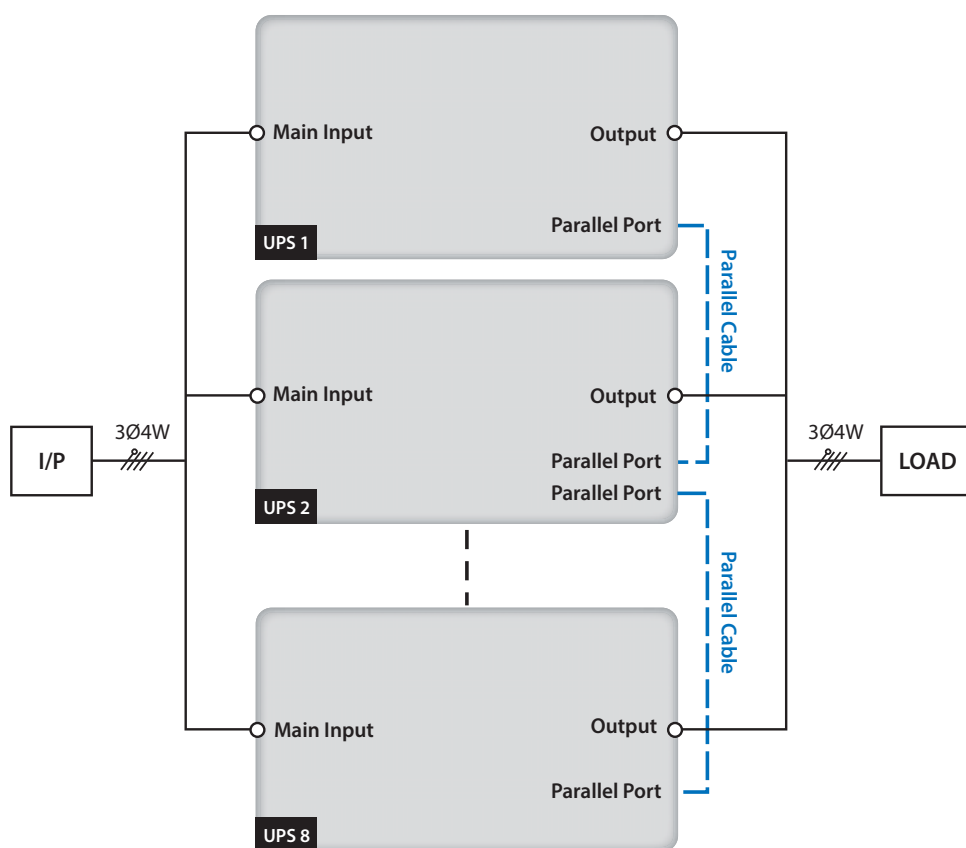 Main Input
Output
Parallel Port
UPS 1
Parallel Cable
Main Input
Output
Parallel Port
Parallel Port
UPS 2
I/P
3Ø4W
3Ø4W
LOAD
Parallel Cable
Main Input
Output
Parallel Port
UPS 8